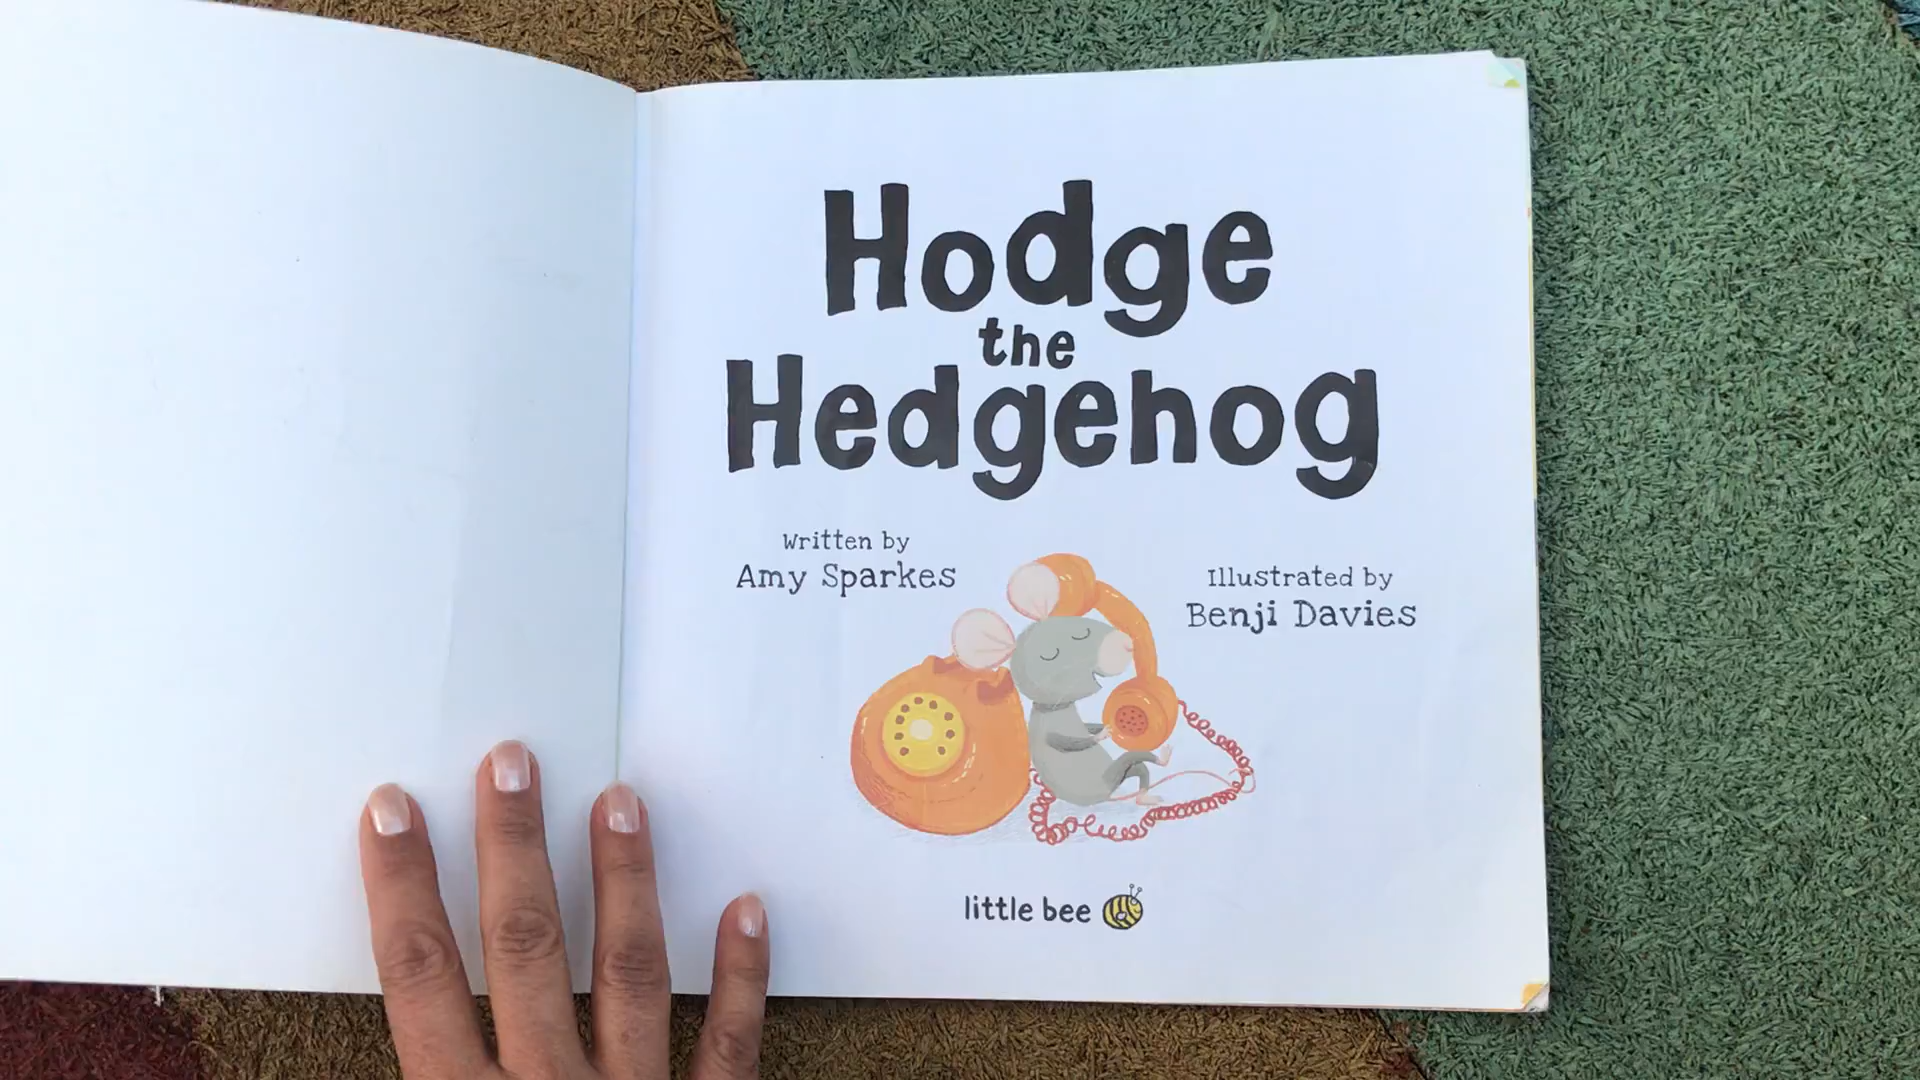 Hodge
the
Hedgehog
Written by
Amy Sparkes
Illustrated by
Benji Davies
little bee